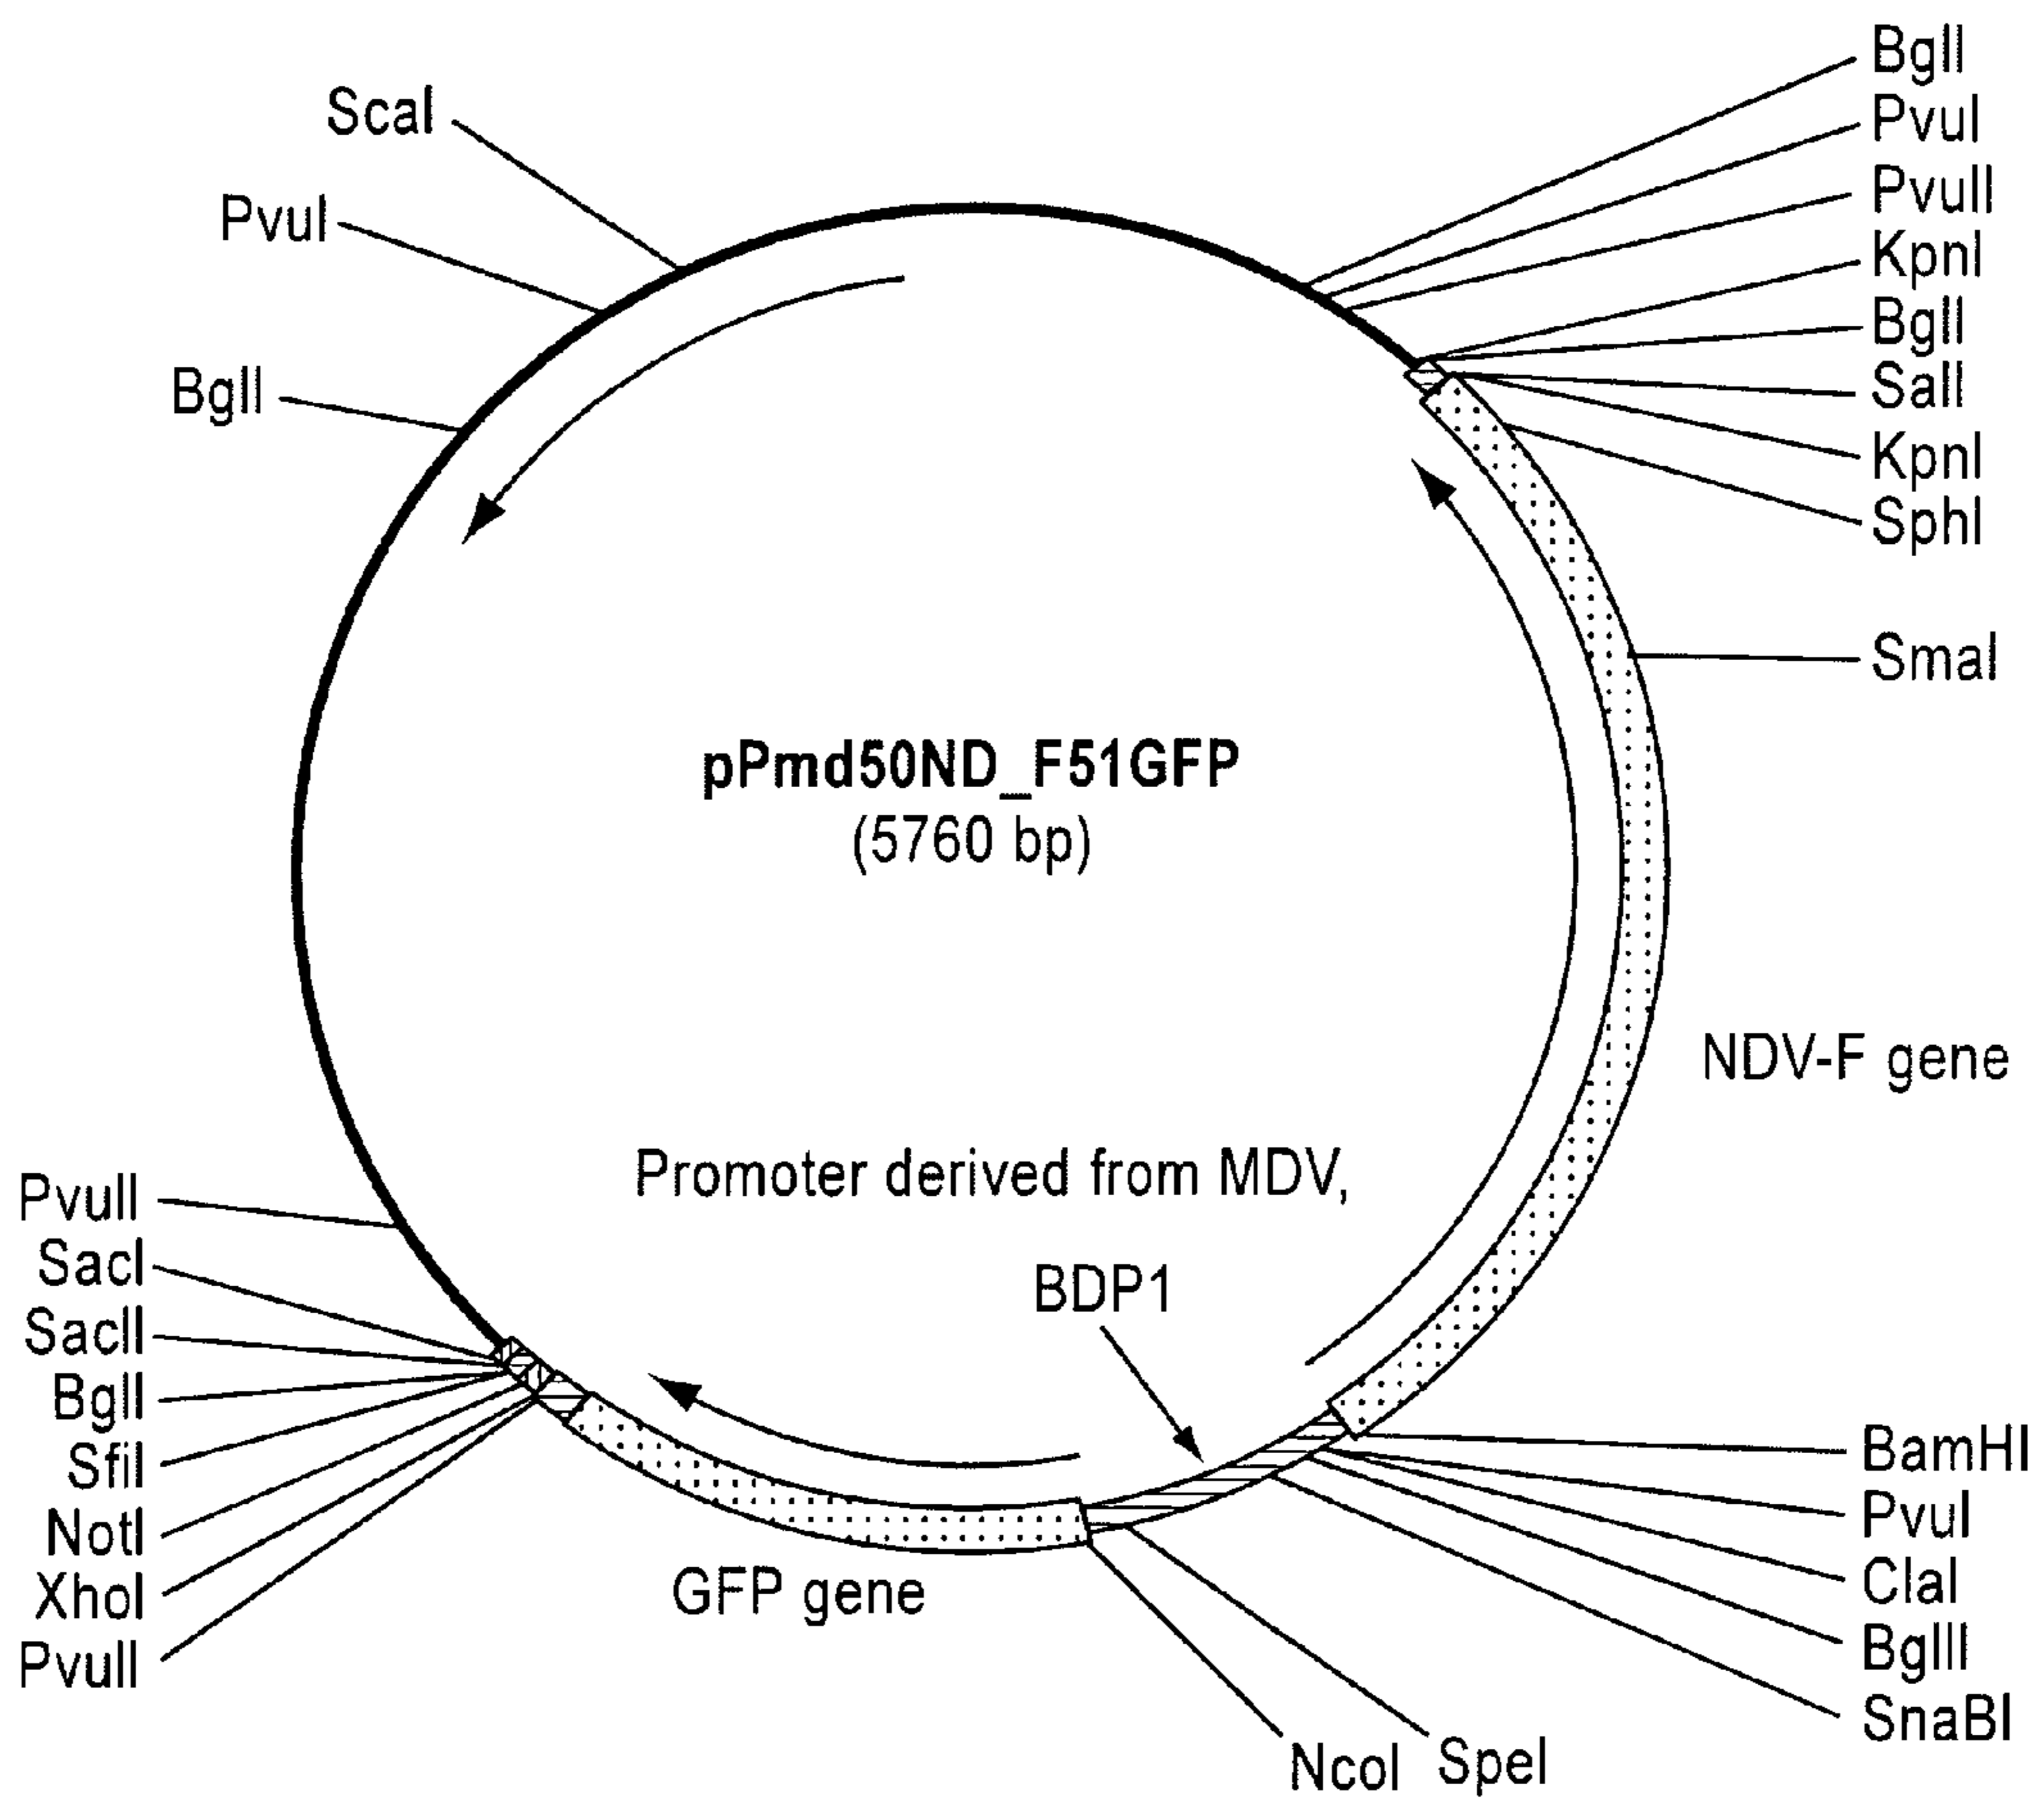 BglI
PvuI
PvuII
KpnI
BglI
SalI
KpnI
SphI
SmaI
ScaI
PvuI
BglI
pPmd50ND_F51GFP
(5760 bp)
NDV-F gene
Promoter derived from MDV,
BDP1
PvuII
SacI
SacII
BglI
SfiI
NotI
XhoI
PvuII
GFP gene
BamHI
PvuI
ClaI
BglII
SnaBI
NcoI
SpeI